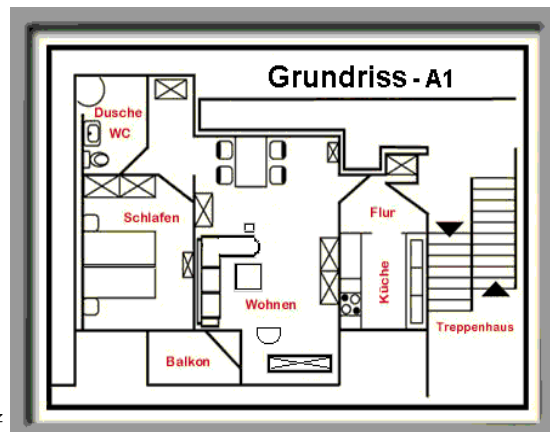 Grundriss - A1
Dusche
WC
Schlafen
Flur
Küche
Wohnen
Treppenhaus
Balkon